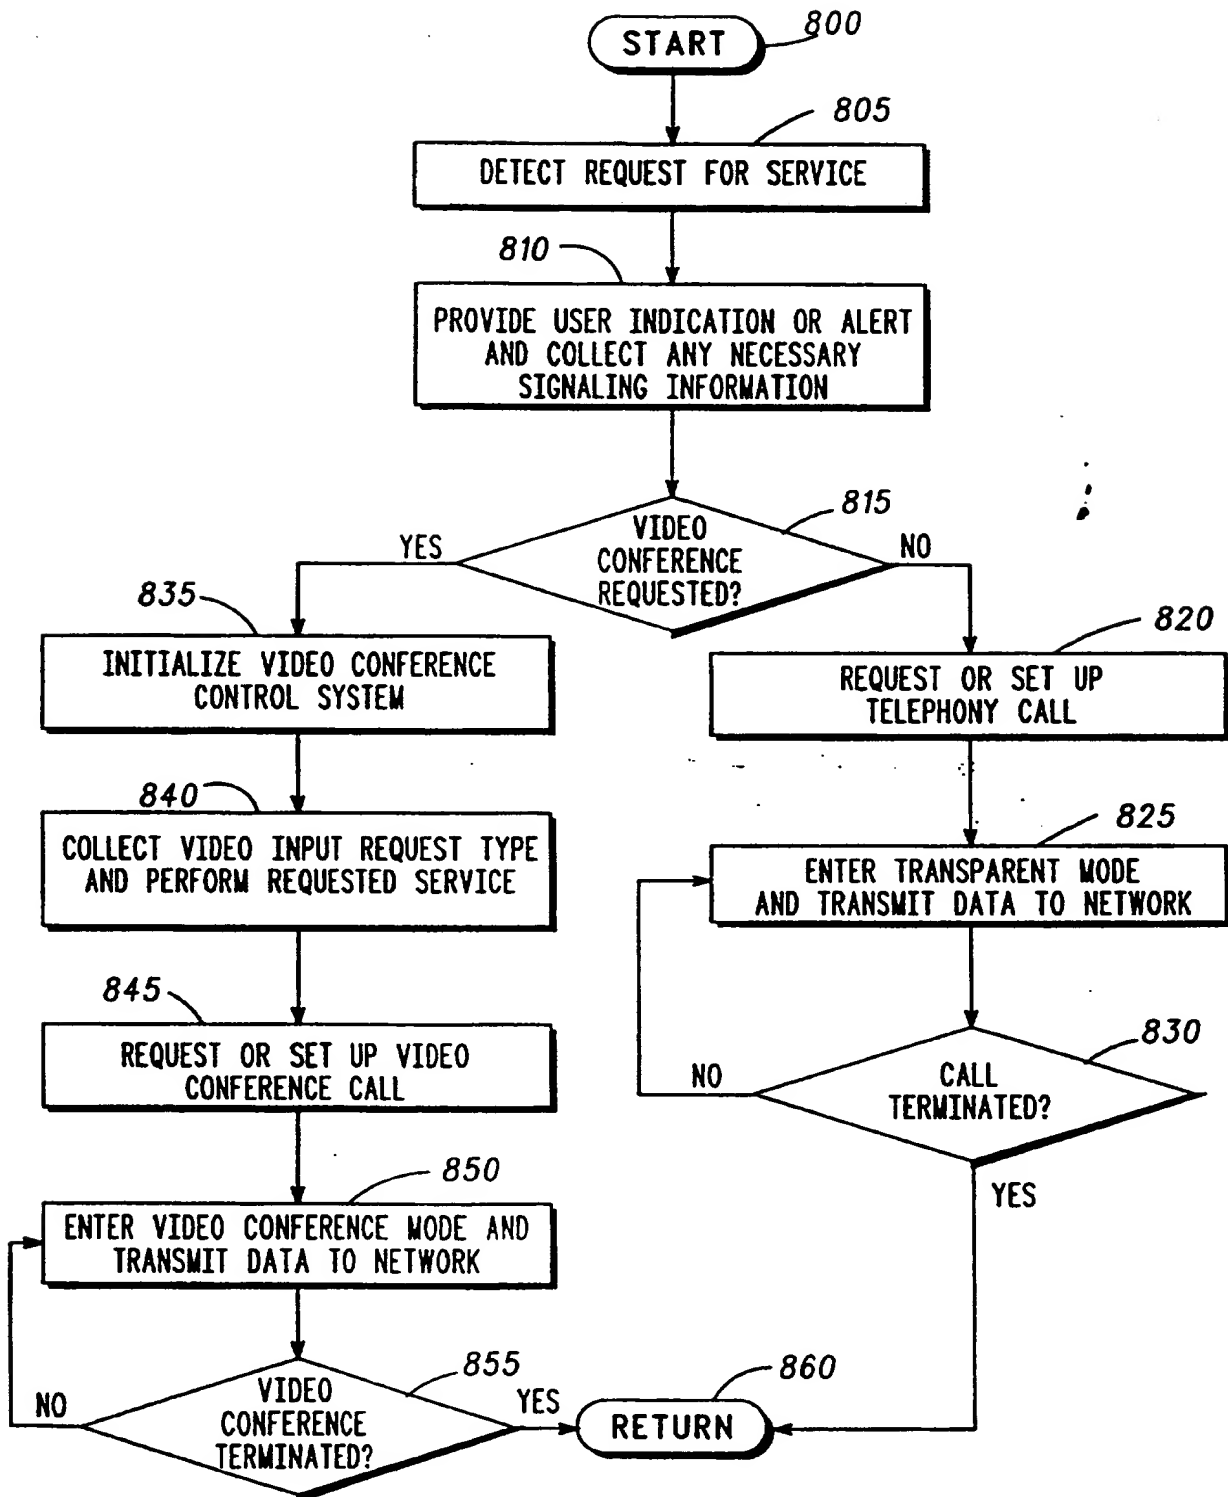 START
800
805
DETECT REQUEST FOR SERVICE
810
PROVIDE USER INDICATION OR ALERT
AND COLLECT ANY NECESSARY
SIGNALING INFORMATION
815
VIDEO
CONFERENCE
REQUESTED?
YES
NO
835
INITIALIZE VIDEO CONFERENCE
CONTROL SYSTEM
820
REQUEST OR SET UP
TELEPHONY CALL
840
COLLECT VIDEO INPUT REQUEST TYPE
AND PERFORM REQUESTED SERVICE
825
ENTER TRANSPARENT MODE
AND TRANSMIT DATA TO NETWORK
845
REQUEST OR SET UP VIDEO
CONFERENCE CALL
830
CALL
TERMINATED?
NO
YES
850
ENTER VIDEO CONFERENCE MODE AND
TRANSMIT DATA TO NETWORK
855
VIDEO
CONFERENCE
TERMINATED?
NO
YES
860
RETURN